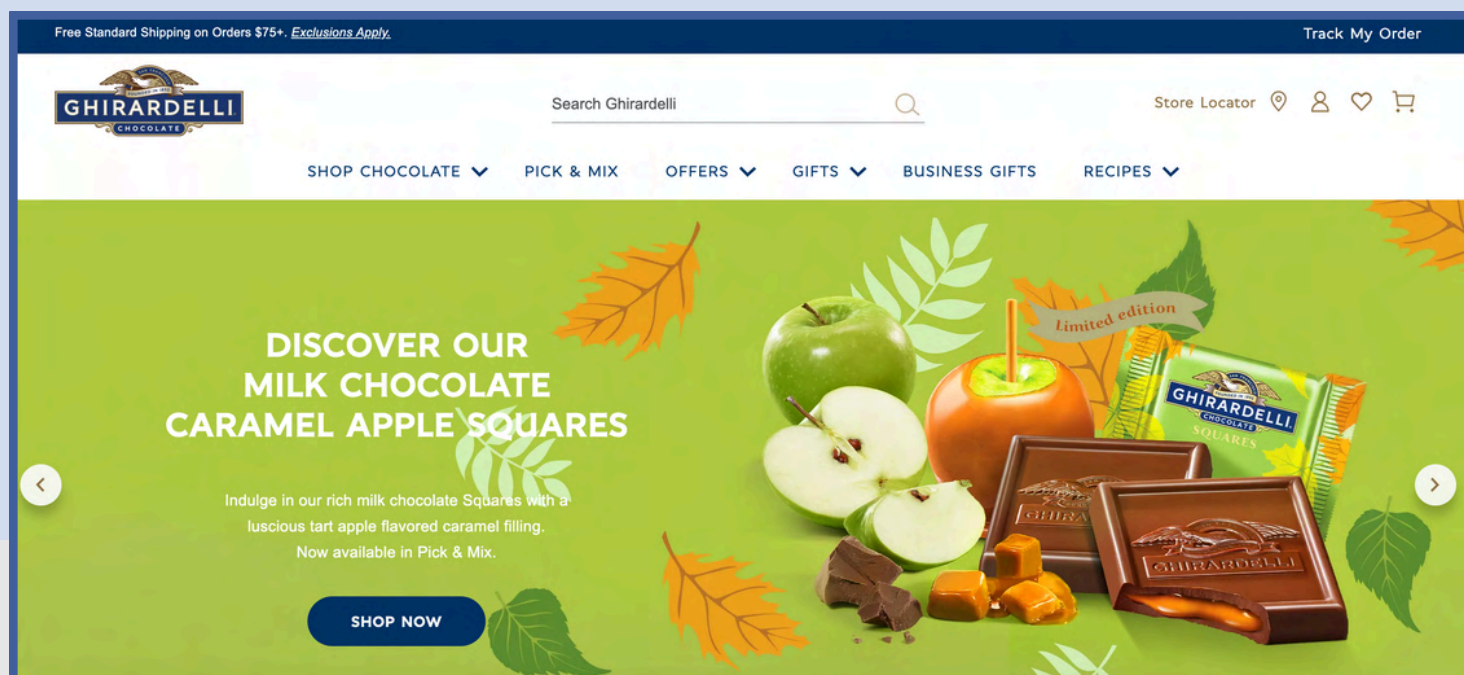 Free Standard Shipping on Orders $75+. Exclusions Apply.
Track My Order
GHIRARDELLI
CHOCOLATE
Search Ghirardelli
Store Locator
SHOP CHOCOLATE
PICK & MIX
OFFERS
GIFTS
BUSINESS GIFTS
RECIPES
DISCOVER OUR
MILK CHOCOLATE
CARAMEL APPLE SQUARES
Indulge in our rich milk chocolate Squares with a
luscious tart apple flavored caramel filling.
Now available in Pick & Mix.
SHOP NOW
Limited edition
GHIRARDELLI
CHOCOLATE
SQUARES
GHIRA
GHIRARDELLI